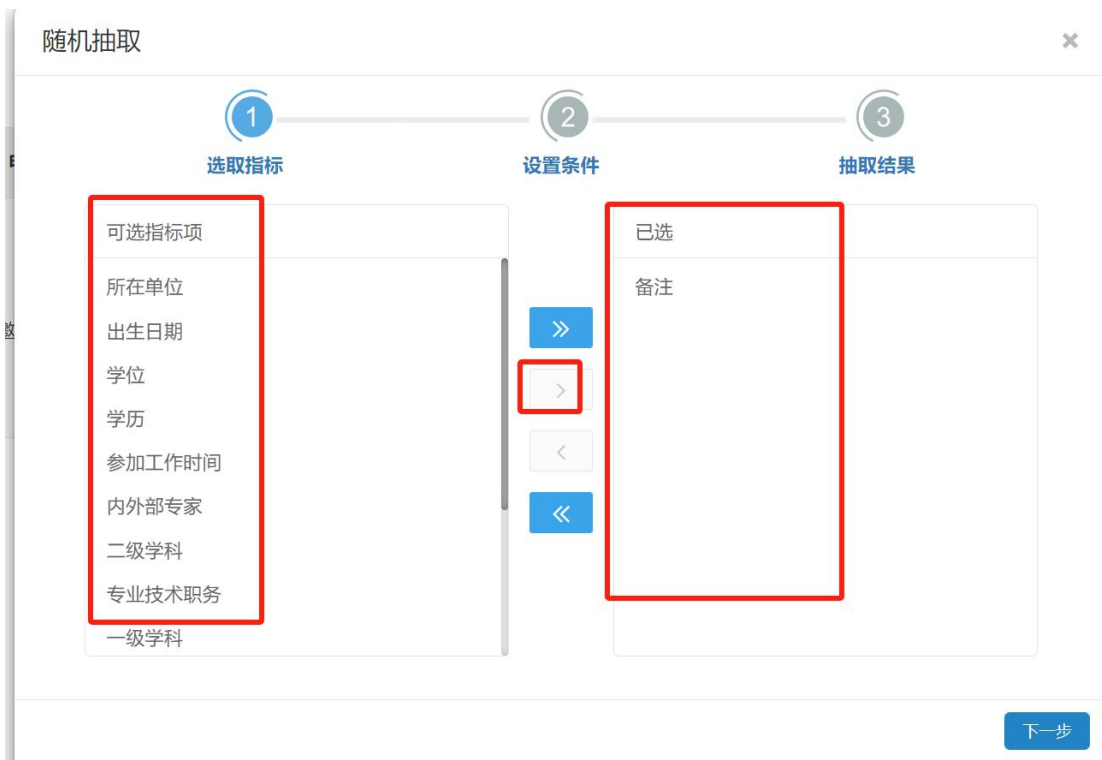 随机抽取
1
2
3
选取指标
设置条件
抽取结果
可选指标项
所在单位
出生日期
学位
学历
参加工作时间
内外部专家
二级学科
专业技术职务
一级学科
已选
备注
下一步